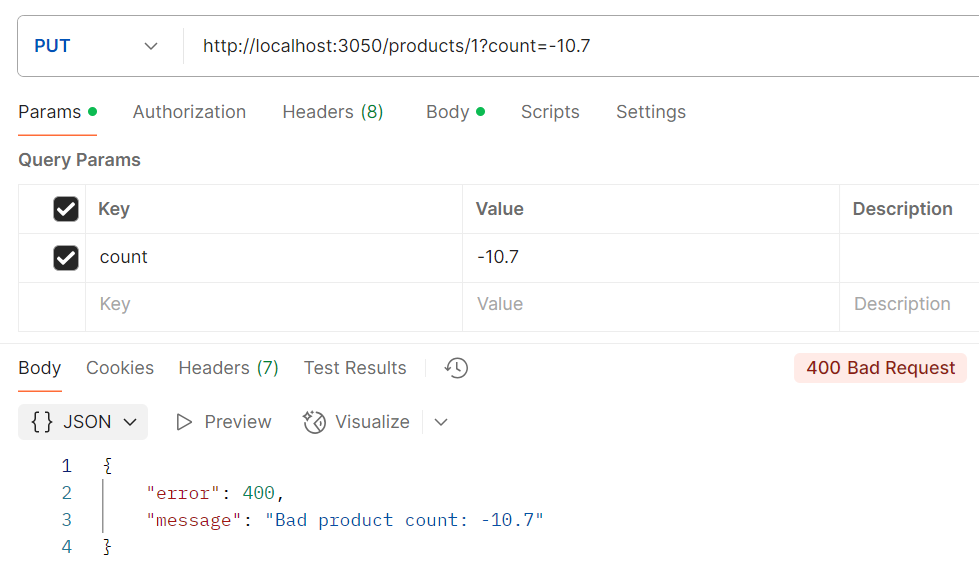 PUT http://localhost:3050/products/1?count=-10.7
Params Authorization Headers (8) Body Scripts Settings
Query Params
Key Value Description
count -10.7
Key Value Description
Body Cookies Headers (7) Test Results 400 Bad Request
{} JSON Preview Visualize
1 {
2 "error": 400,
3 "message": "Bad product count: -10.7"
4 }